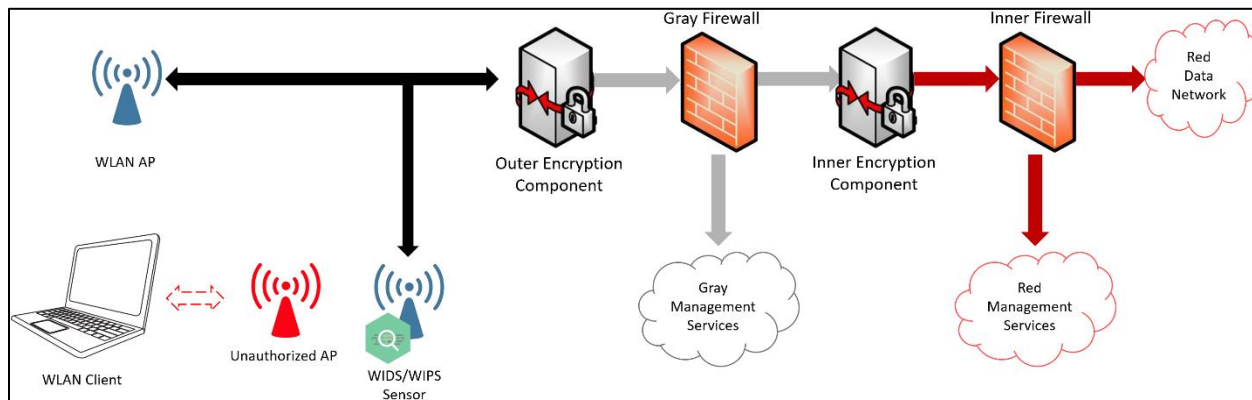 Gray Firewall
Inner Firewall
Red
Data
Network
WLAN AP
Outer Encryption
Component
Inner Encryption
Component
Gray
Management
Services
Red
Management
Services
WLAN Client
Unauthorized AP
WIDS/WIPS
Sensor